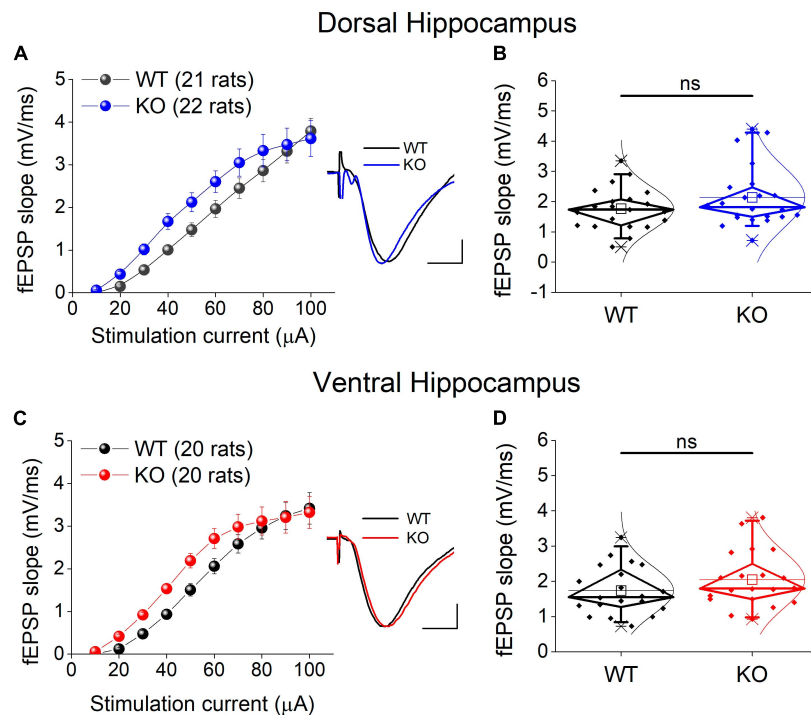 Dorsal Hippocampus
A
WT (21 rats)
KO (22 rats)
fEPSP slope (mV/ms)
5
4
3
2
1
0
0 20 40 60 80 100
Stimulation current (μA)
WT
KO
B
fEPSP slope (mV/ms)
6
5
4
3
2
1
0
-1
ns
WT KO
Ventral Hippocampus
C
WT (20 rats)
KO (20 rats)
fEPSP slope (mV/ms)
5
4
3
2
1
0
0 20 40 60 80 100
Stimulation current (μA)
WT
KO
D
fEPSP slope (mV/ms)
6
5
4
3
2
1
0
ns
WT KO